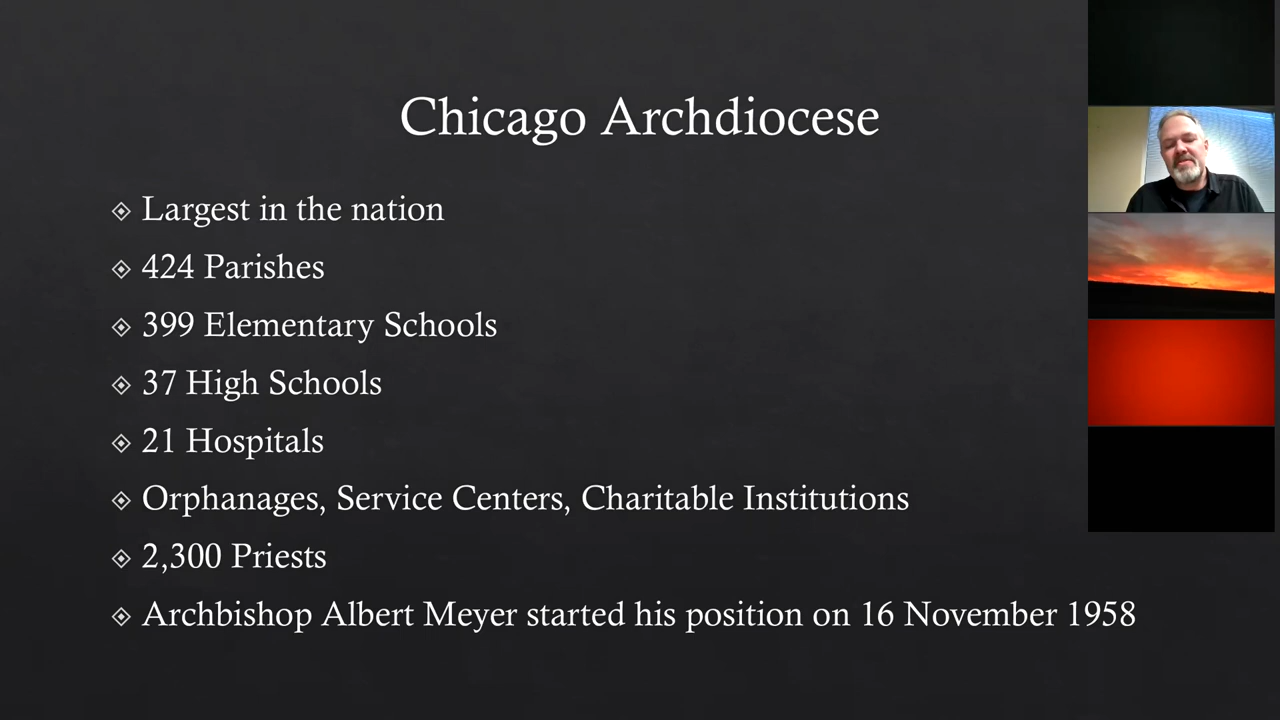 Chicago Archdiocese
Largest in the nation
424 Parishes
399 Elementary Schools
37 High Schools
21 Hospitals
Orphanages, Service Centers, Charitable Institutions
2,300 Priests
Archbishop Albert Meyer started his position on 16 November 1958